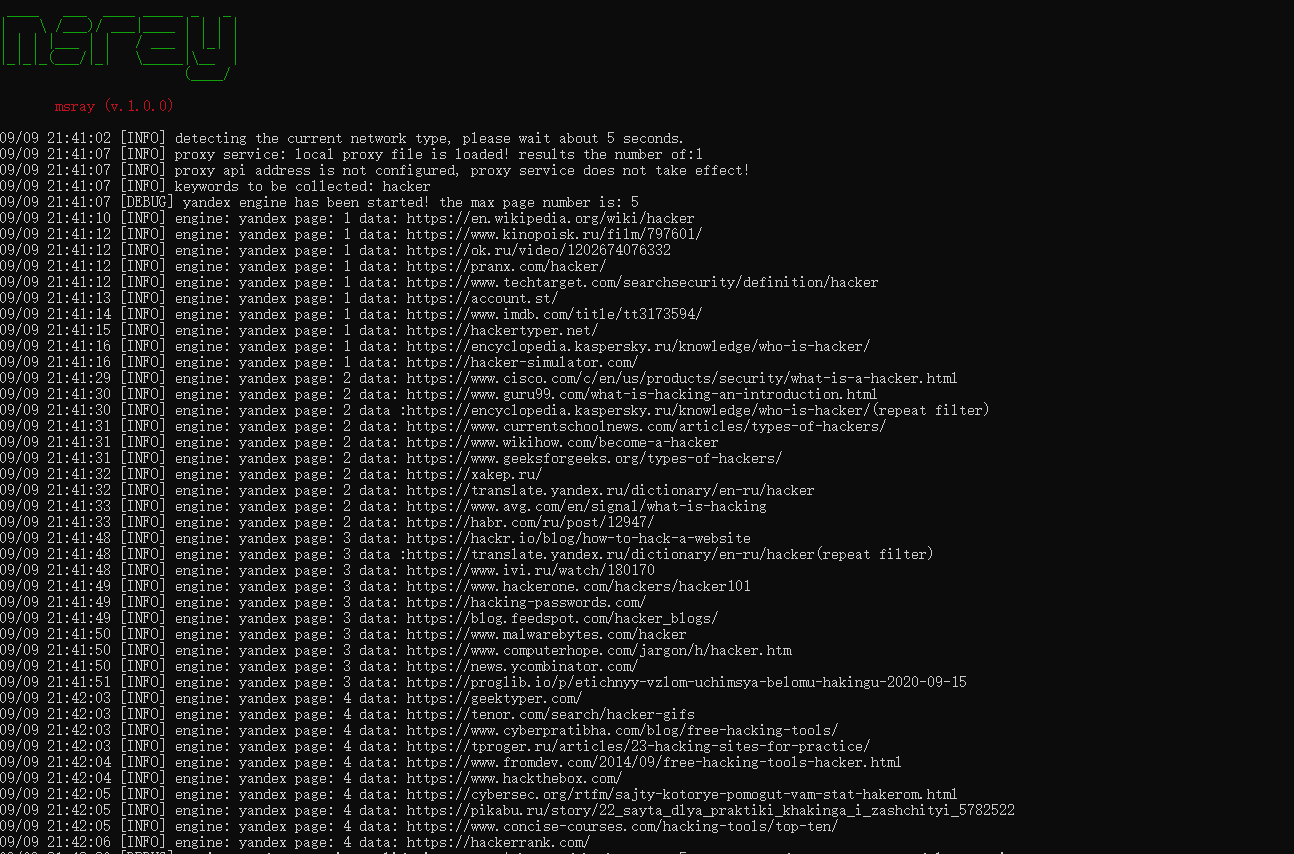 msray
msray (v.1.0.0)
09/09 21:41:02 [INFO] detecting the current network type, please wait about 5 seconds.
09/09 21:41:07 [INFO] proxy service: local proxy file is loaded! results the number of:1
09/09 21:41:07 [INFO] proxy api address is not configured, proxy service does not take effect!
09/09 21:41:07 [INFO] keywords to be collected: hacker
09/09 21:41:07 [DEBUG] yandex engine has been started! the max page number is: 5
09/09 21:41:10 [INFO] engine: yandex page: 1 data: https://en.wikipedia.org/wiki/hacker
09/09 21:41:12 [INFO] engine: yandex page: 1 data: https://www.kinopoisk.ru/film/797601/
09/09 21:41:12 [INFO] engine: yandex page: 1 data: https://ok.ru/video/1202674076332
09/09 21:41:12 [INFO] engine: yandex page: 1 data: https://pranx.com/hacker/
09/09 21:41:12 [INFO] engine: yandex page: 1 data: https://www.techtarget.com/searchsecurity/definition/hacker
09/09 21:41:13 [INFO] engine: yandex page: 1 data: https://account.st/
09/09 21:41:14 [INFO] engine: yandex page: 1 data: https://www.imdb.com/title/tt3173594/
09/09 21:41:15 [INFO] engine: yandex page: 1 data: https://hackertyper.net/
09/09 21:41:16 [INFO] engine: yandex page: 1 data: https://encyclopedia.kaspersky.ru/knowledge/who-is-hacker/
09/09 21:41:16 [INFO] engine: yandex page: 1 data: https://hacker-simulator.com/
09/09 21:41:29 [INFO] engine: yandex page: 2 data: https://www.cisco.com/c/en/us/products/security/what-is-a-hacker.html
09/09 21:41:30 [INFO] engine: yandex page: 2 data: https://www.guru99.com/what-is-hacking-an-introduction.html
09/09 21:41:30 [INFO] engine: yandex page: 2 data :https://encyclopedia.kaspersky.ru/knowledge/who-is-hacker/(repeat filter)
09/09 21:41:31 [INFO] engine: yandex page: 2 data: https://www.currentschoolnews.com/articles/types-of-hackers/
09/09 21:41:31 [INFO] engine: yandex page: 2 data: https://www.wikihow.com/become-a-hacker
09/09 21:41:31 [INFO] engine: yandex page: 2 data: https://www.geeksforgeeks.org/types-of-hackers/
09/09 21:41:32 [INFO] engine: yandex page: 2 data: https://xakep.ru/
09/09 21:41:32 [INFO] engine: yandex page: 2 data: https://translate.yandex.ru/dictionary/en-ru/hacker
09/09 21:41:33 [INFO] engine: yandex page: 2 data: https://www.avg.com/en/signal/what-is-hacking
09/09 21:41:33 [INFO] engine: yandex page: 2 data: https://habr.com/ru/post/12947/
09/09 21:41:48 [INFO] engine: yandex page: 3 data: https://hackr.io/blog/how-to-hack-a-website
09/09 21:41:48 [INFO] engine: yandex page: 3 data :https://translate.yandex.ru/dictionary/en-ru/hacker(repeat filter)
09/09 21:41:48 [INFO] engine: yandex page: 3 data: https://www.ivi.ru/watch/180170
09/09 21:41:49 [INFO] engine: yandex page: 3 data: https://www.hackerone.com/hackers/hacker101
09/09 21:41:49 [INFO] engine: yandex page: 3 data: https://hacking-passwords.com/
09/09 21:41:49 [INFO] engine: yandex page: 3 data: https://blog.feedspot.com/hacker_blogs/
09/09 21:41:50 [INFO] engine: yandex page: 3 data: https://www.malwarebytes.com/hacker
09/09 21:41:50 [INFO] engine: yandex page: 3 data: https://www.computerhope.com/jargon/h/hacker.htm
09/09 21:41:50 [INFO] engine: yandex page: 3 data: https://news.ycombinator.com/
09/09 21:41:51 [INFO] engine: yandex page: 3 data: https://proglib.io/p/etichnyy-vzlom-uchimsya-belomu-hakingu-2020-09-15
09/09 21:42:03 [INFO] engine: yandex page: 4 data: https://geektyper.com/
09/09 21:42:03 [INFO] engine: yandex page: 4 data: https://tenor.com/search/hacker-gifs
09/09 21:42:03 [INFO] engine: yandex page: 4 data: https://www.cyberpratibha.com/blog/free-hacking-tools/
09/09 21:42:03 [INFO] engine: yandex page: 4 data: https://tproger.ru/articles/23-hacking-sites-for-practice/
09/09 21:42:04 [INFO] engine: yandex page: 4 data: https://www.fromdev.com/2014/09/free-hacking-tools-hacker.html
09/09 21:42:04 [INFO] engine: yandex page: 4 data: https://www.hackthebox.com/
09/09 21:42:05 [INFO] engine: yandex page: 4 data: https://cybersec.org/rtfm/sajty-kotorye-pomogut-vam-stat-hakerom.html
09/09 21:42:05 [INFO] engine: yandex page: 4 data: https://pikabu.ru/story/22_sayta_dlya_praktiki_khakinga_i_zashchityi_5782522
09/09 21:42:05 [INFO] engine: yandex page: 4 data: https://www.concise-courses.com/hacking-tools/top-ten/
09/09 21:42:06 [INFO] engine: yandex page: 4 data: https://hackerrank.com/